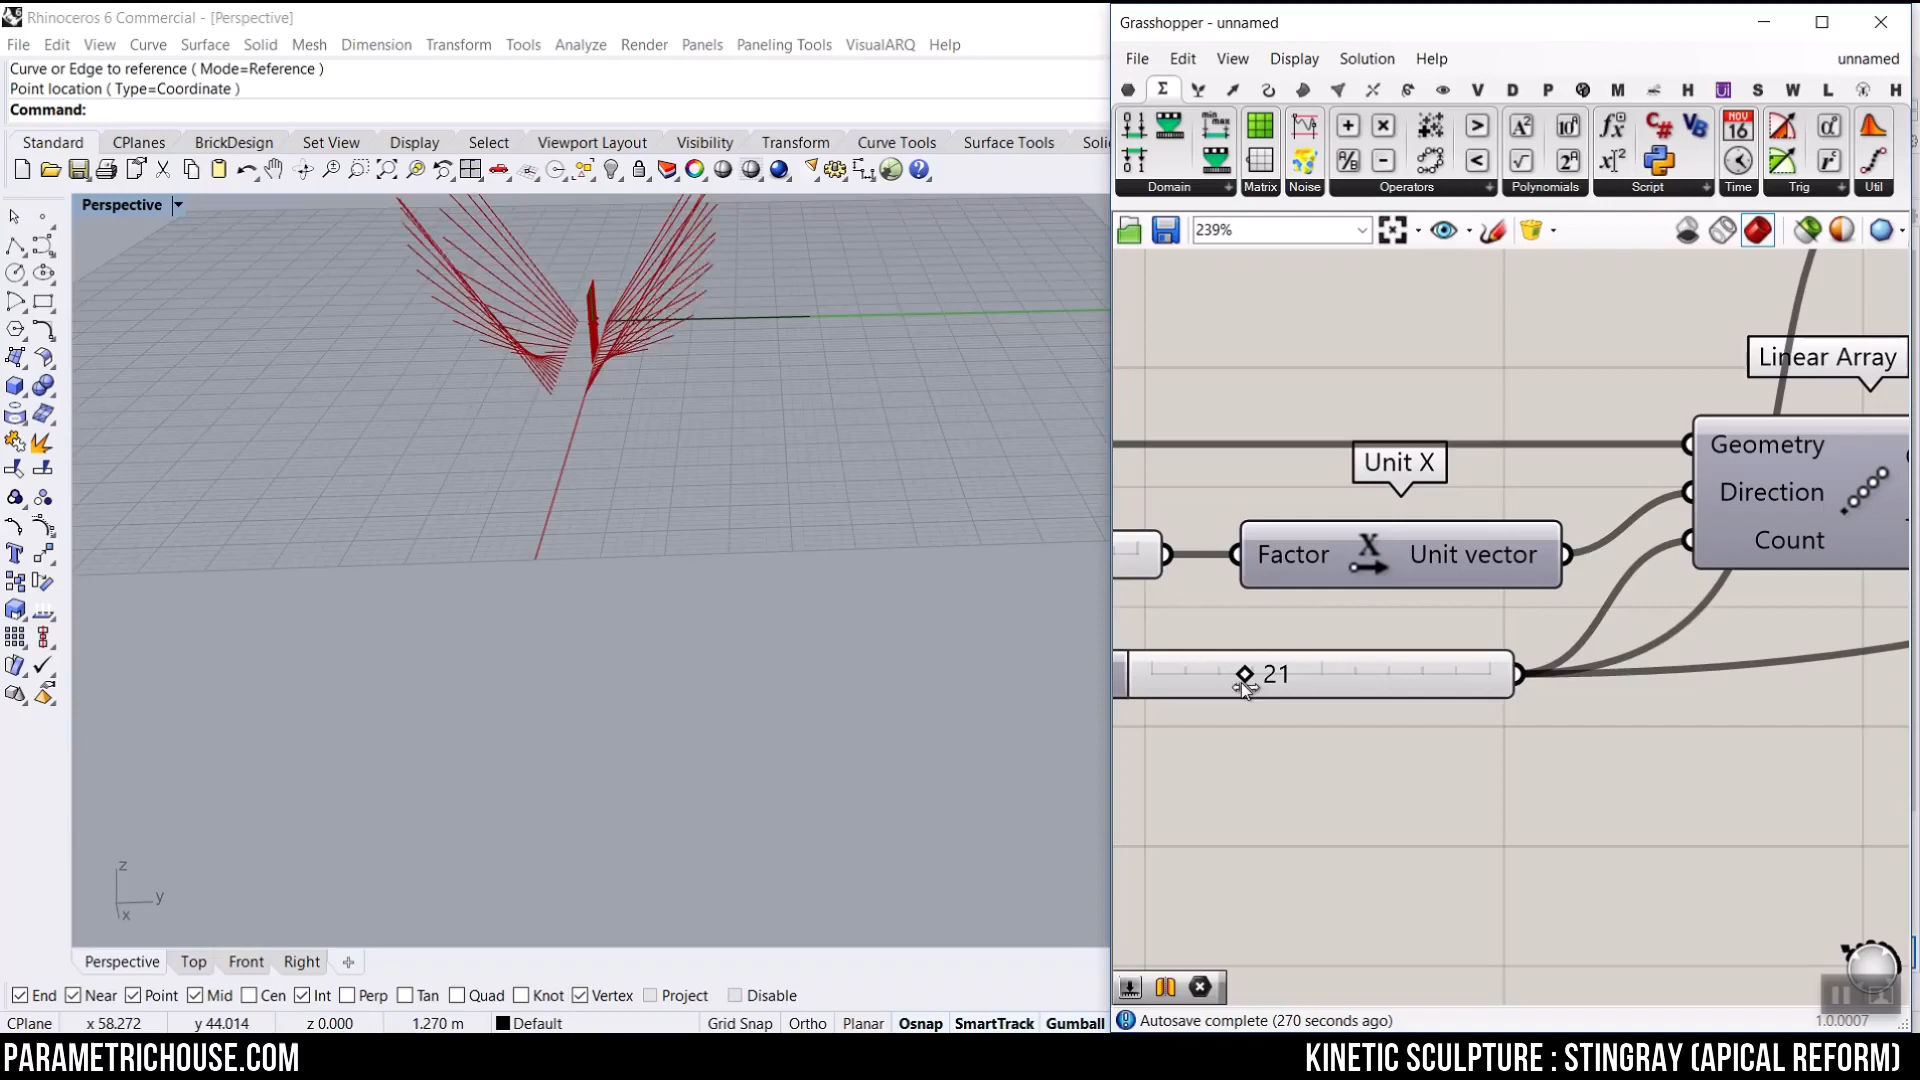 Rhinoceros 6 Commercial - [Perspective]
File Edit View Curve Surface Solid Mesh Dimension Transform Tools Analyze Render Panels Paneling Tools VisualARQ Help
Curve or Edge to reference ( Mode=Reference )
Point location ( Type=Coordinate )
Command:
Standard CPlanes BrickDesign Set View Display Select Viewport Layout Visibility Transform Curve Tools Surface Tools Soli
Perspective
z
y
x
Perspective Top Front Right
End Near Point Mid Cen Int Perp Tan Quad Knot Vertex Project Disable
CPlane x 58.272 y 44.014 z 0.000 1.270 m Default Grid Snap Ortho Planar Osnap SmartTrack Gumball
Grasshopper - unnamed
File Edit View Display Solution Help unnamed
V D P M H S W L H
Domain Matrix Noise Operators Polynomials Script Time Trig Util
239%
Linear Array
Geometry
Unit X
Direction
Factor X Unit vector
Count
21
Autosave complete (270 seconds ago)
1.0.0007
PARAMETRICHOUSE.COM
KINETIC SCULPTURE : STINGRAY (APICAL REFORM)